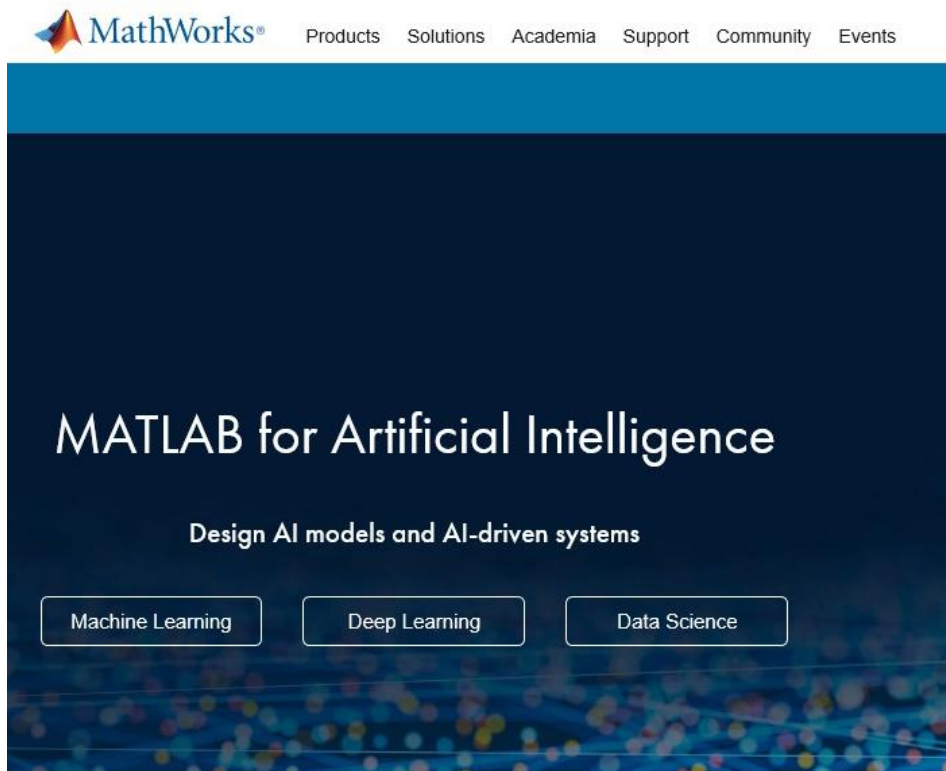 MathWorks® Products Solutions Academia Support Community Events
MATLAB for Artificial Intelligence
Design AI models and AI-driven systems
Machine Learning Deep Learning Data Science